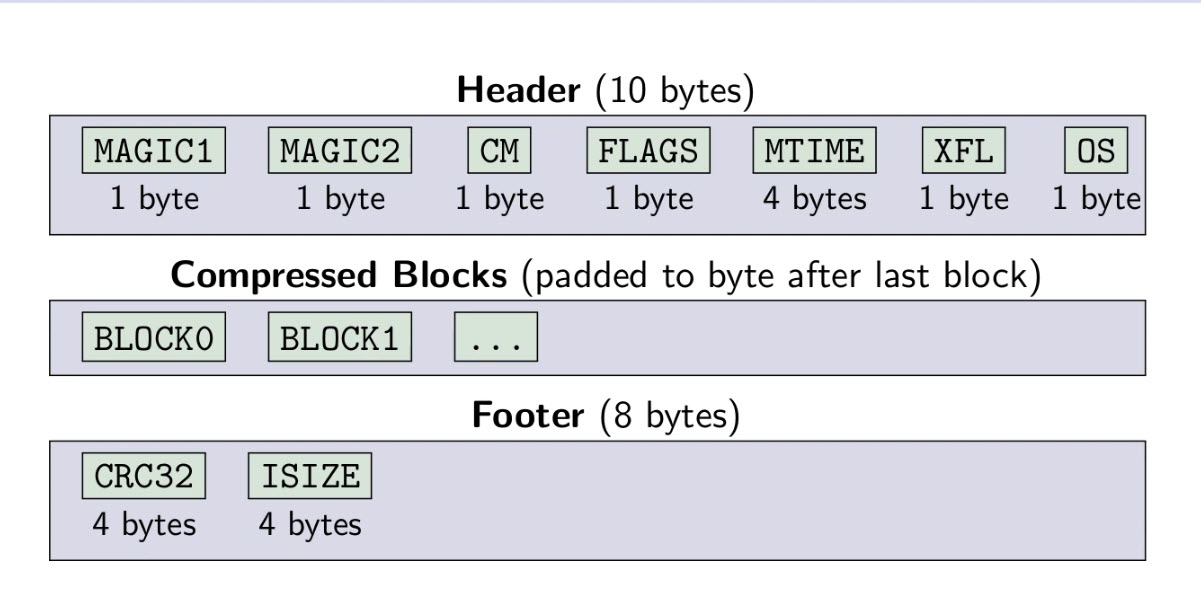 Header (10 bytes)
MAGIC1 MAGIC2 CM FLAGS MTIME XFL OS
1 byte 1 byte 1 byte 1 byte 4 bytes 1 byte 1 byte
Compressed Blocks (padded to byte after last block)
BLOCK0 BLOCK1 ...
Footer (8 bytes)
CRC32 ISIZE
4 bytes 4 bytes